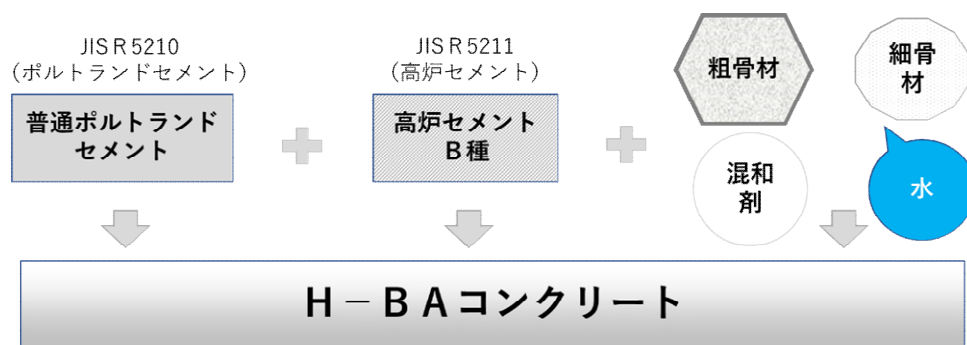 JIS R 5210
(ポルトランドセメント)
普通ポルトランド
セメント
JIS R 5211
(高炉セメント)
高炉セメント
B種
粗骨材
細骨
材
混和
剤
水
H-BAコンクリート